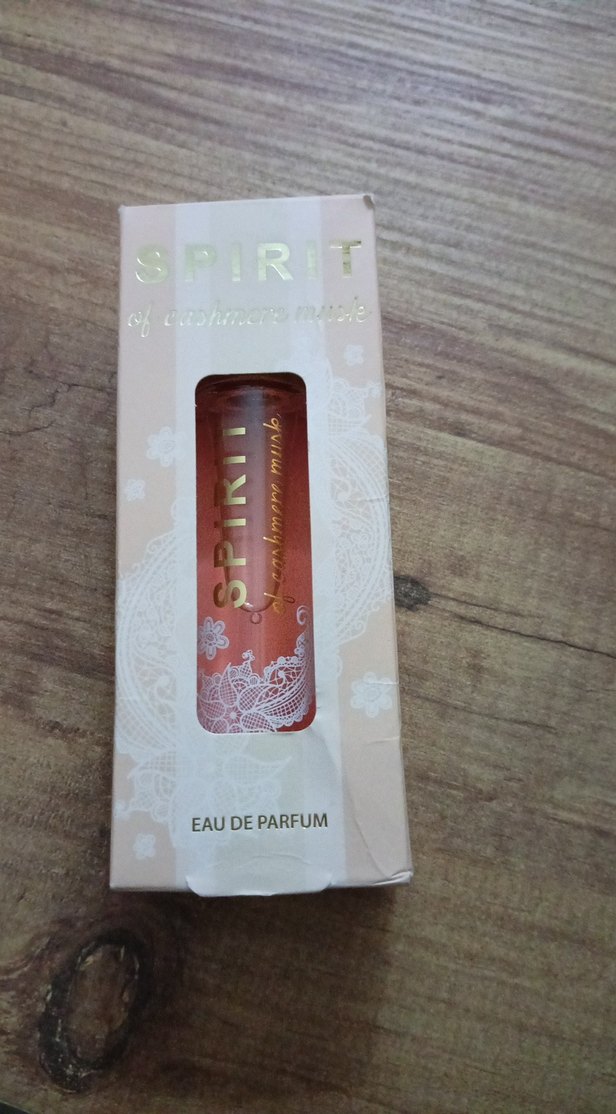 SPIRIT
of cashmere musk
SPIRIT
of cashmere musk
EAU DE PARFUM